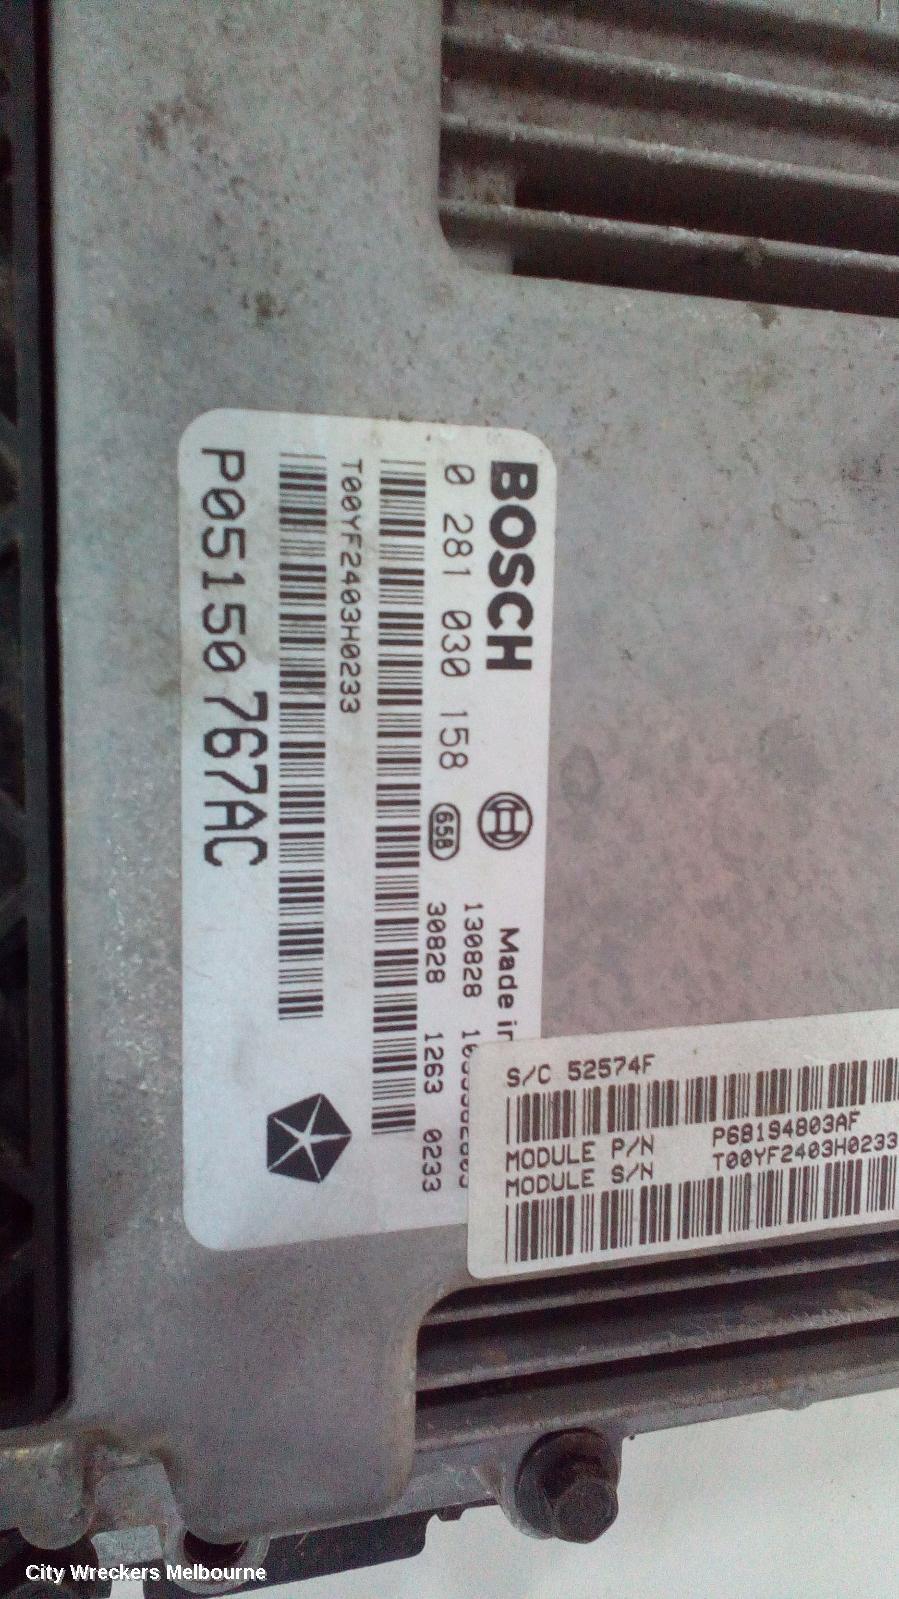 BOSCH
Made in
0 281 030 158
658
130828
30828 1263 0233
T00YF2403H0233
P05150767AC
S/C 52574F
MODULE P/N P68194803AF
MODULE S/N T00YF2403H0233
City Wreckers Melbourne